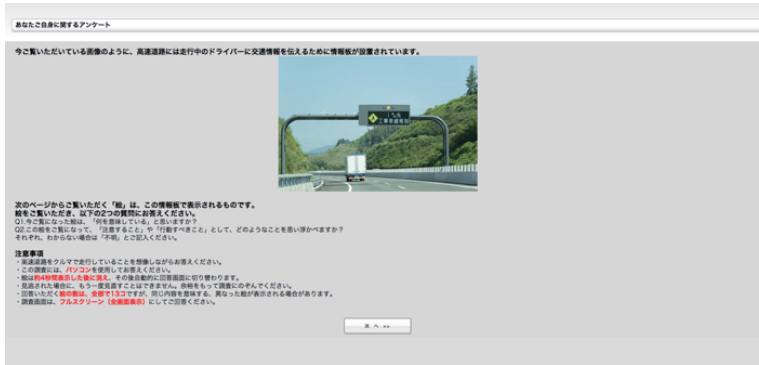 あなたご自身に関するアンケート
今ご覧いただいている画像のように、高速道路には走行中のドライバーに交通情報を伝えるために情報板が設置されています。
次のページからご覧いただく「絵」は、この情報板で表示されるものです。
絵をご覧いただき、以下の2つの質問にお答えください。
Q1.今ご覧になった絵は、「何を意味している」と思いますか?
Q2.この絵をご覧になって、「注意すること」や「行動すべきこと」として、どのようなことを思い浮かべますか?
それぞれ、わからない場合は「不明」とご記入ください。
注意事項
・高速道路をクルマで走行していることを想像しながらお答えください。
・この調査には、パソコンを使用してお答えください。
・絵は約4秒間表示した後に消え、その後自動的に回答画面に切り替わります。
・見逃された場合に、もう一度見直すことはできません。余裕をもって調査にのぞんでください。
・回答いただく絵の数は、全部で13コですが、同じ内容を意味する、異なった絵が表示される場合があります。
・調査画面は、フルスクリーン(全画面表示)にしてご回答ください。
次 へ >>